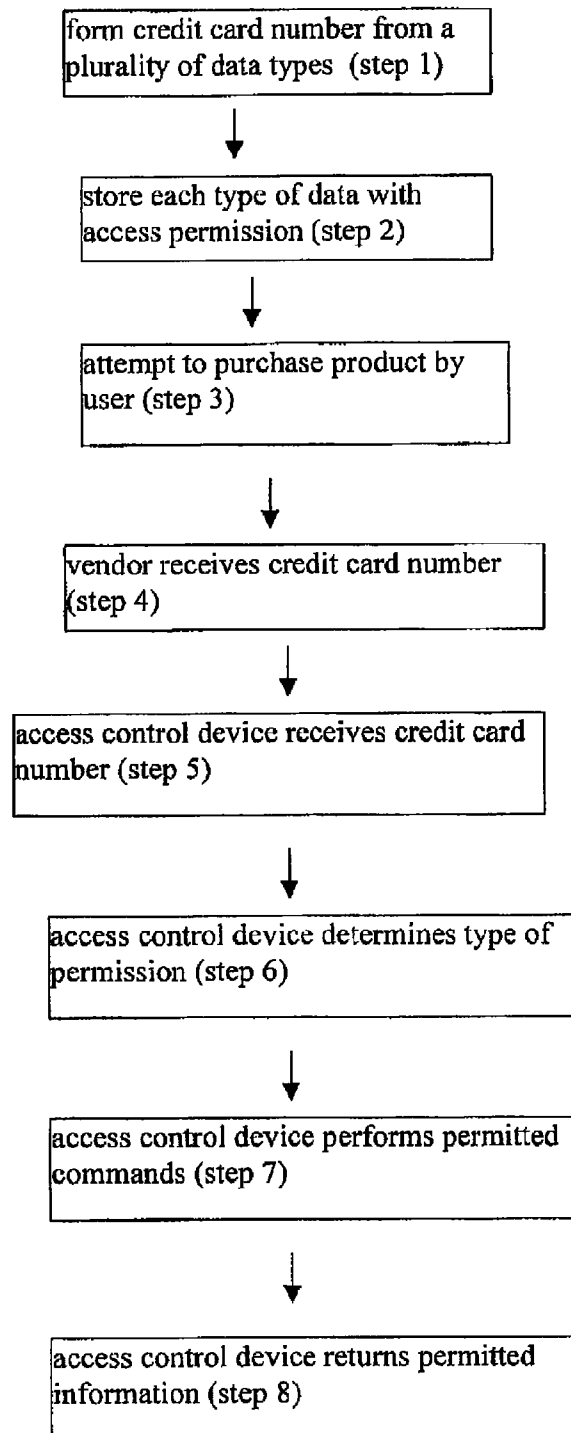 form credit card number from a
plurality of data types (step 1)
store each type of data with
access permission (step 2)
attempt to purchase product by
user (step 3)
vendor receives credit card number
(step 4)
access control device receives credit card
number (step 5)
access control device determines type of
permission (step 6)
access control device performs permitted
commands (step 7)
access control device returns permitted
information (step 8)